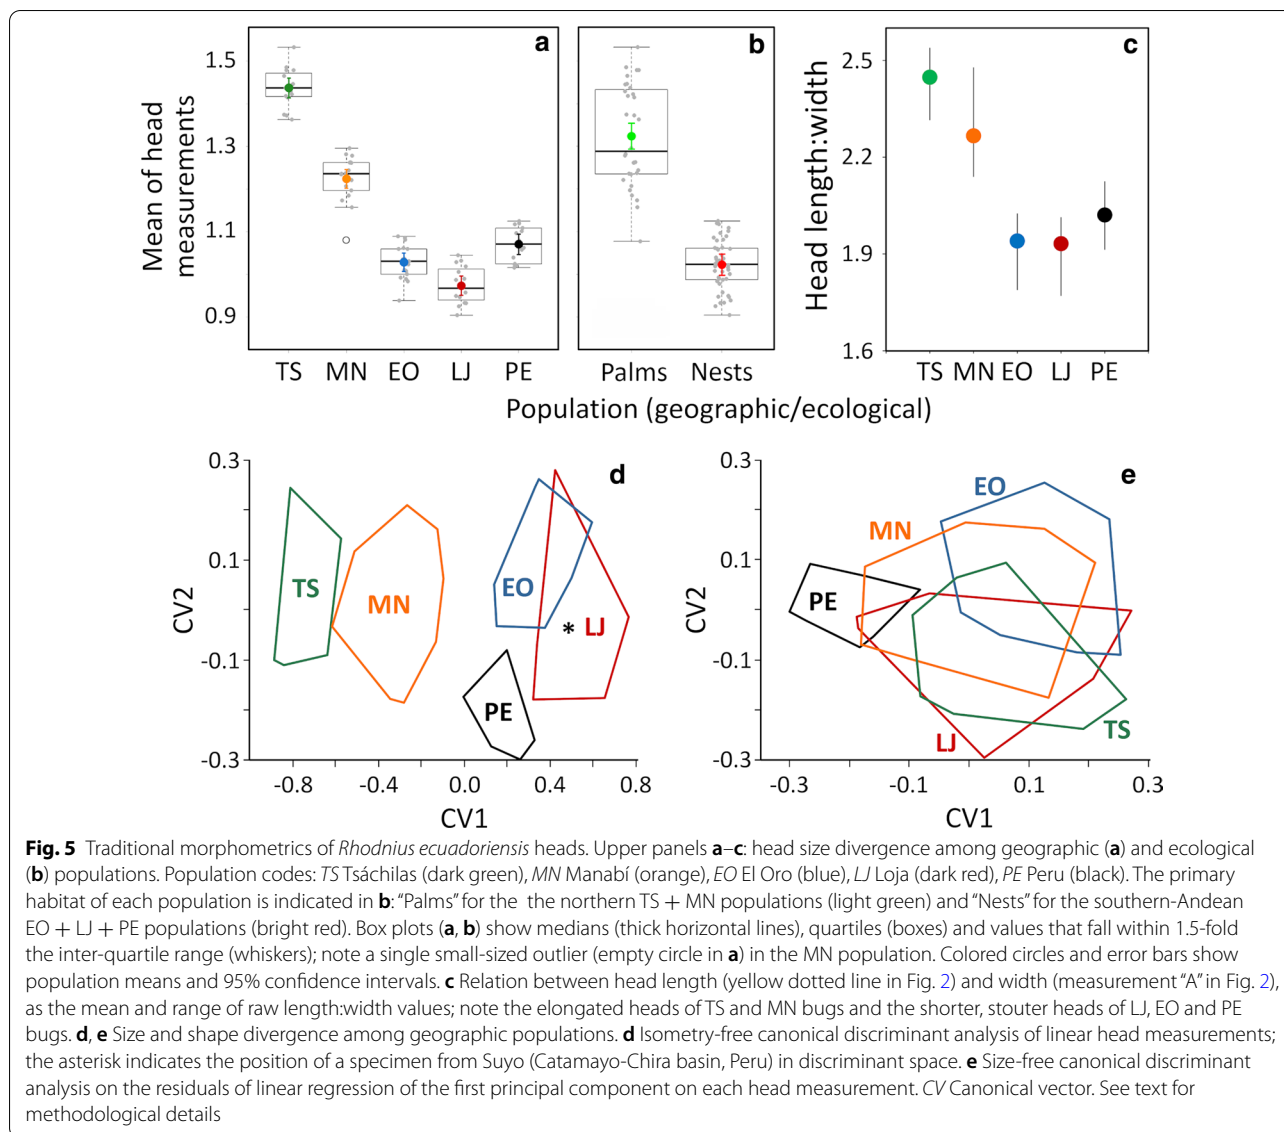 a
b
c
1.5
1.3
1.1
0.9
Mean of head
measurements
TS MN EO LJ PE
Palms Nests
2.5
2.2
1.9
1.6
Head length:width
TS MN EO LJ PE
Population (geographic/ecological)
d
0.3
0.1
-0.1
-0.3
CV2
TS
MN
EO
* LJ
PE
-0.8 -0.4 0.0 0.4 0.8
CV1
e
0.3
0.1
-0.1
-0.3
CV2
EO
MN
PE
LJ
TS
-0.3 -0.1 0.1 0.3
CV1
Fig. 5 Traditional morphometrics of Rhodnius ecuadoriensis heads. Upper panels a–c: head size divergence among geographic (a) and ecological
(b) populations. Population codes: TS Tsáchilas (dark green), MN Manabí (orange), EO El Oro (blue), LJ Loja (dark red), PE Peru (black). The primary
habitat of each population is indicated in b: “Palms” for the the northern TS + MN populations (light green) and “Nests” for the southern-Andean
EO + LJ + PE populations (bright red). Box plots (a, b) show medians (thick horizontal lines), quartiles (boxes) and values that fall within 1.5-fold
the inter-quartile range (whiskers); note a single small-sized outlier (empty circle in a) in the MN population. Colored circles and error bars show
population means and 95% confidence intervals. c Relation between head length (yellow dotted line in Fig. 2) and width (measurement “A” in Fig. 2),
as the mean and range of raw length:width values; note the elongated heads of TS and MN bugs and the shorter, stouter heads of LJ, EO and PE
bugs. d, e Size and shape divergence among geographic populations. d Isometry-free canonical discriminant analysis of linear head measurements;
the asterisk indicates the position of a specimen from Suyo (Catamayo-Chira basin, Peru) in discriminant space. e Size-free canonical discriminant
analysis on the residuals of linear regression of the first principal component on each head measurement. CV Canonical vector. See text for
methodological details